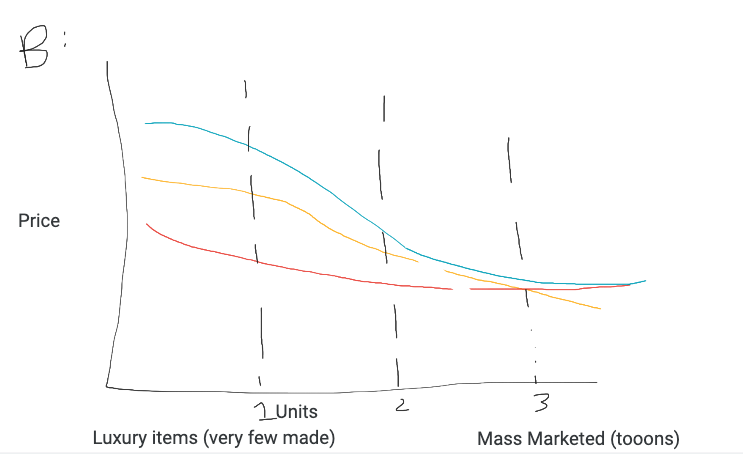 B:
Price
1 Units 2 3
Luxury items (very few made) Mass Marketed (tooons)